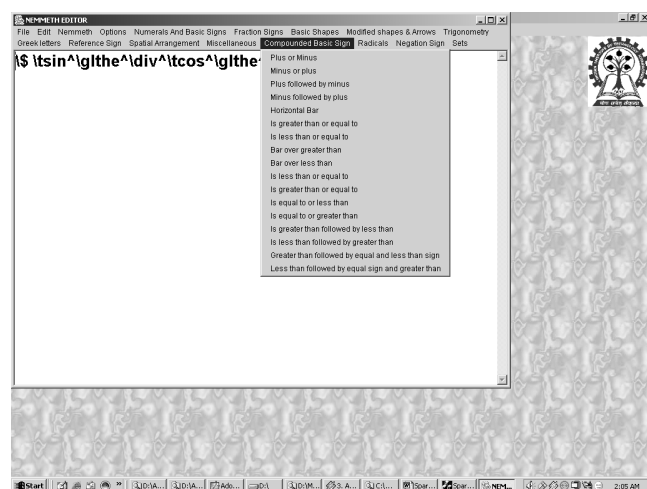 NEMMETH EDITOR
File Edit Nemmeth Options Numerals And Basic Signs Fraction Signs Basic Shapes Modified shapes & Arrows Trigonometry
Greek letters Reference Sign Spatial Arrangement Miscellaneous Compounded Basic Sign Radicals Negation Sign Sets
\$ \tsin^\glthe^\div^\tcos^\glthe^
Plus or Minus
Minus or plus
Plus followed by minus
Minus followed by plus
Horizontal Bar
Is greater than or equal to
Is less than or equal to
Bar over greater than
Bar over less than
Is less than or equal to
Is greater than or equal to
Is equal to or less than
Is equal to or greater than
Is greater than followed by less than
Is less than followed by greater than
Greater than followed by equal and less than sign
Less than followed by equal sign and greater than
Start D:\A... D:\A... Ado... D:\ D:\M... 3. A... C:\... Spar... Spar... NEM... 2:05 AM